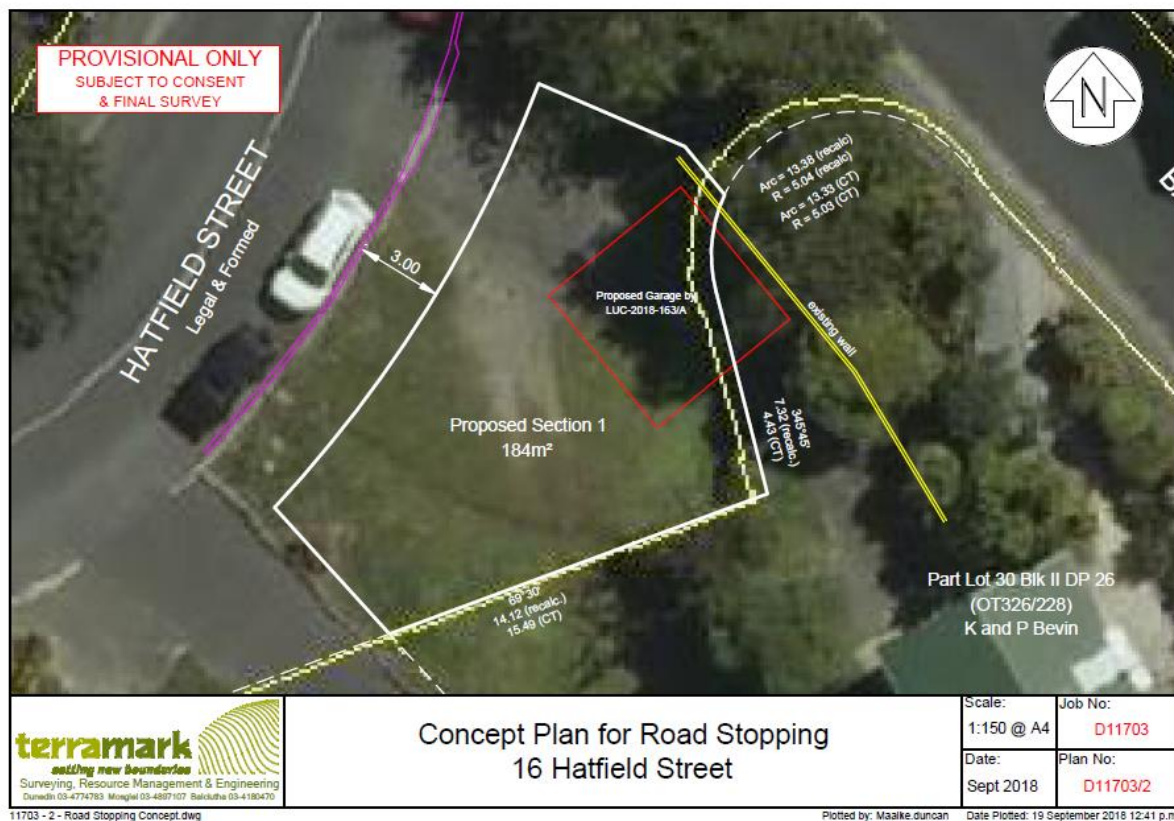 PROVISIONAL ONLY
SUBJECT TO CONSENT
& FINAL SURVEY
N
HATFIELD STREET
Legal & Formed
3.00
Arc = 13.38 (recalc)
R = 5.04 (recalc)
Arc = 13.33 (CT)
R = 5.03 (CT)
Proposed Garage by
LUC-2018-163/A
existing wall
345°45'
7.32 (recalc.)
4.43 (CT)
Proposed Section 1
184m²
69°30'
14.12 (recalc.)
15.49 (CT)
Part Lot 30 Blk II DP 26
(OT326/228)
K and P Bevin
terramark
setting new boundaries
Surveying, Resource Management & Engineering
Dunedin 03-4774783 Mosgiel 03-4897107 Balclutha 03-4180470
Concept Plan for Road Stopping
16 Hatfield Street
Scale:
1:150 @ A4
Job No:
D11703
Date:
Sept 2018
Plan No:
D11703/2
11703 - 2 - Road Stopping Concept.dwg
Plotted by: Maaike.duncan
Date Plotted: 19 September 2018 12:41 p.m